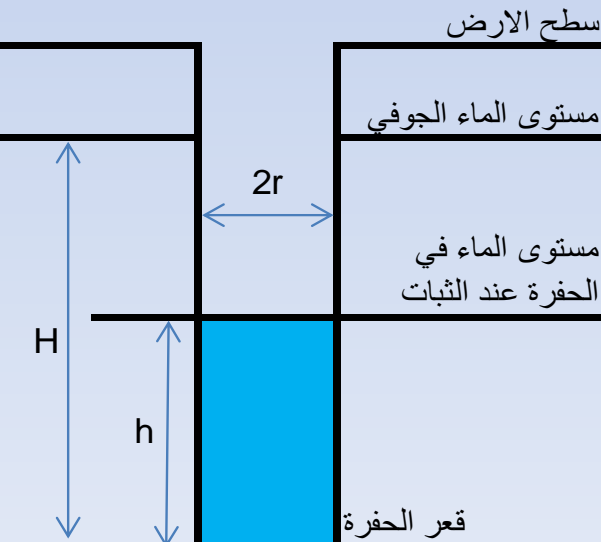 سطح الارض
مستوى الماء الجوفي
2r
مستوى الماء في
الحفرة عند الثبات
H
h
قعر الحفرة